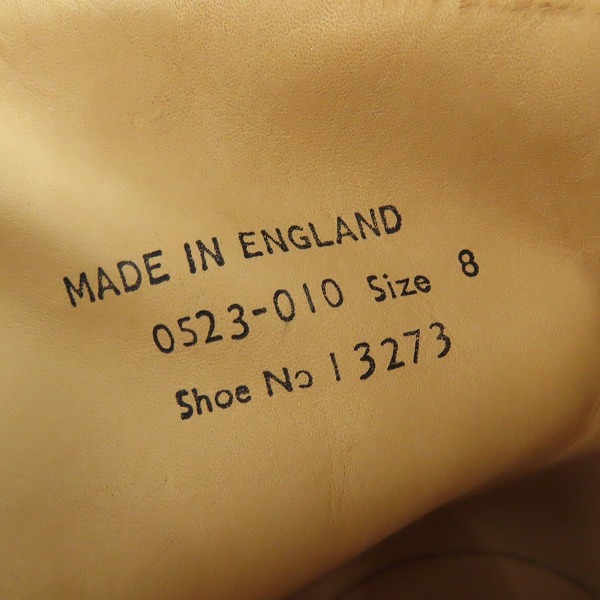 MADE IN ENGLAND
0523-010 Size 8
Shoe No 13273